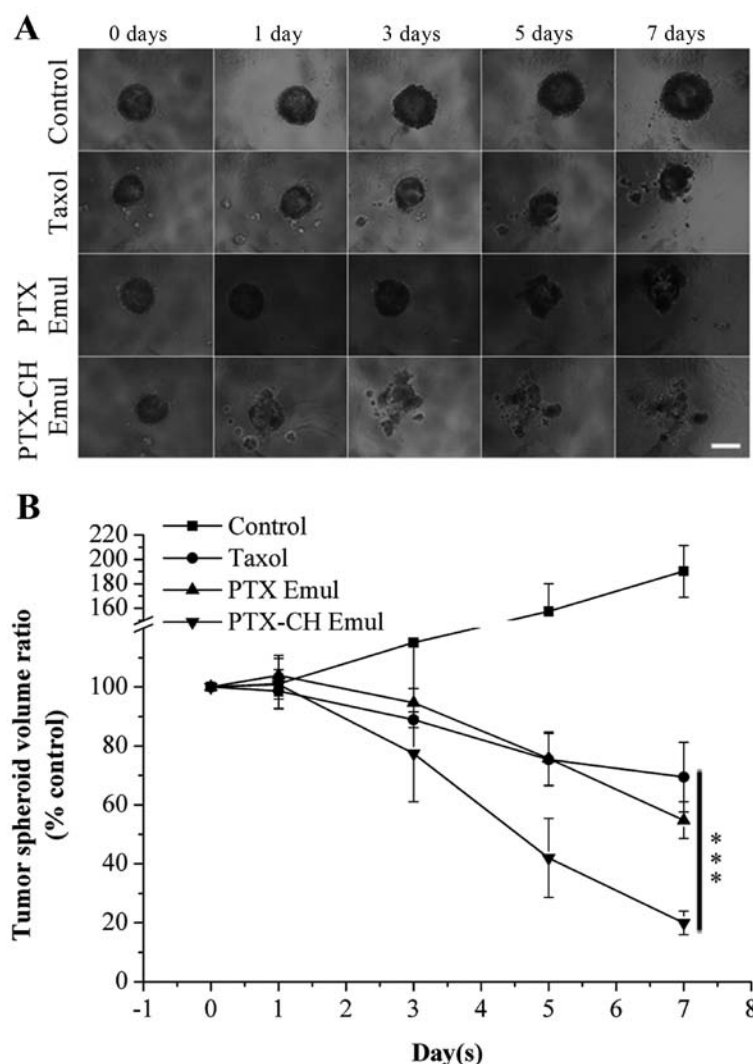 A
0 days 1 day 3 days 5 days 7 days
Control
Taxol
PTX
Emul
PTX-CH
Emul
B
Control
Taxol
PTX Emul
PTX-CH Emul
220
200
180
160
100
80
60
40
20
0
Tumor spheroid volume ratio
(% control)
***
-1 0 1 2 3 4 5 6 7 8
Day(s)